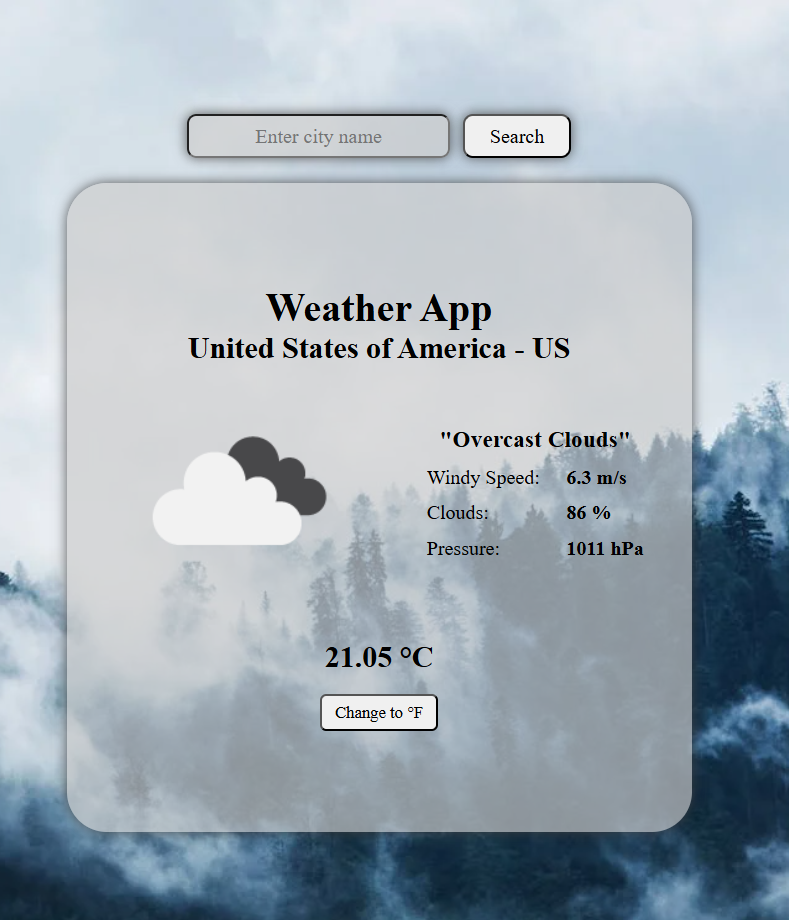 Enter city name Search
Weather App
United States of America - US
"Overcast Clouds"
Windy Speed: 6.3 m/s
Clouds: 86 %
Pressure: 1011 hPa
21.05 °C
Change to °F